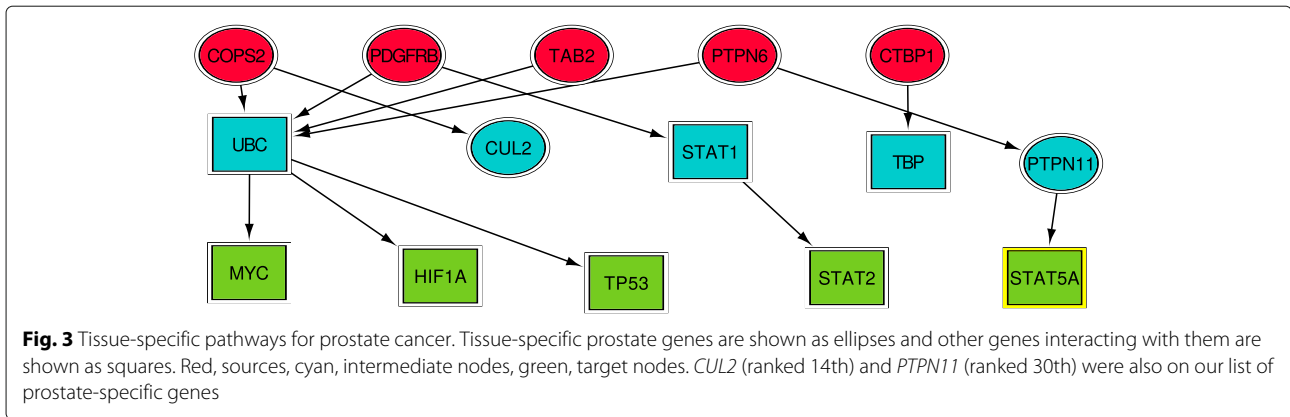 COPS2 PDGFRB TAB2 PTPN6 CTBP1
UBC CUL2 STAT1 TBP PTPN11
MYC HIF1A TP53 STAT2 STAT5A
Fig. 3 Tissue-specific pathways for prostate cancer. Tissue-specific prostate genes are shown as ellipses and other genes interacting with them are
shown as squares. Red, sources, cyan, intermediate nodes, green, target nodes. CUL2 (ranked 14th) and PTPN11 (ranked 30th) were also on our list of
prostate-specific genes